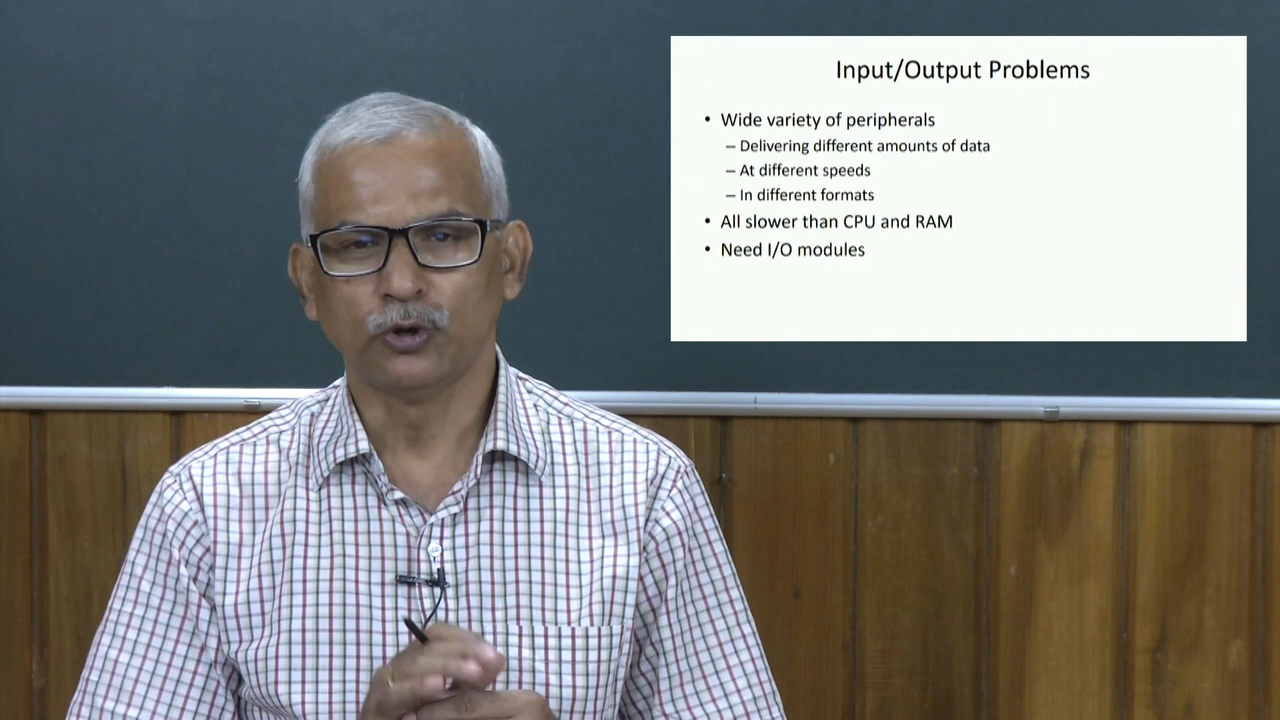 Input/Output Problems
• Wide variety of peripherals
– Delivering different amounts of data
– At different speeds
– In different formats
• All slower than CPU and RAM
• Need I/O modules